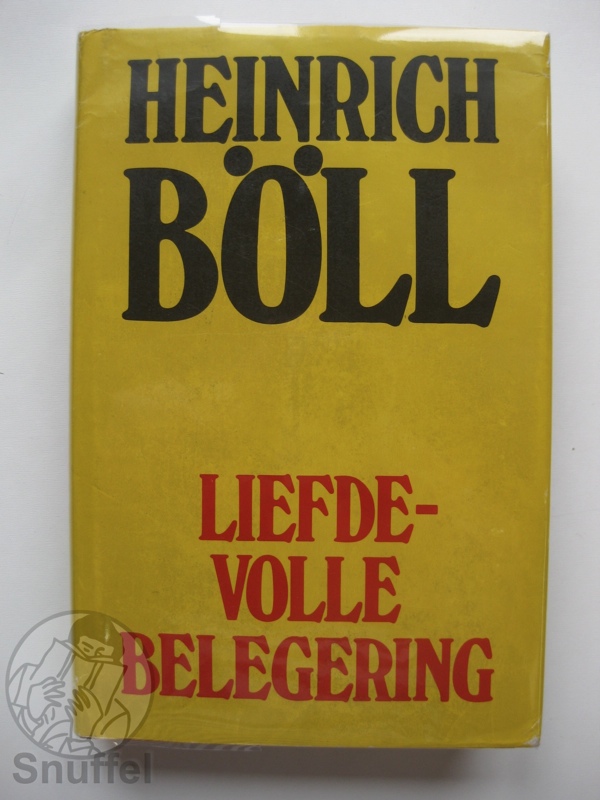 HEINRICH
BÖLL
LIEFDE-
VOLLE
BELEGERING
Snuffel